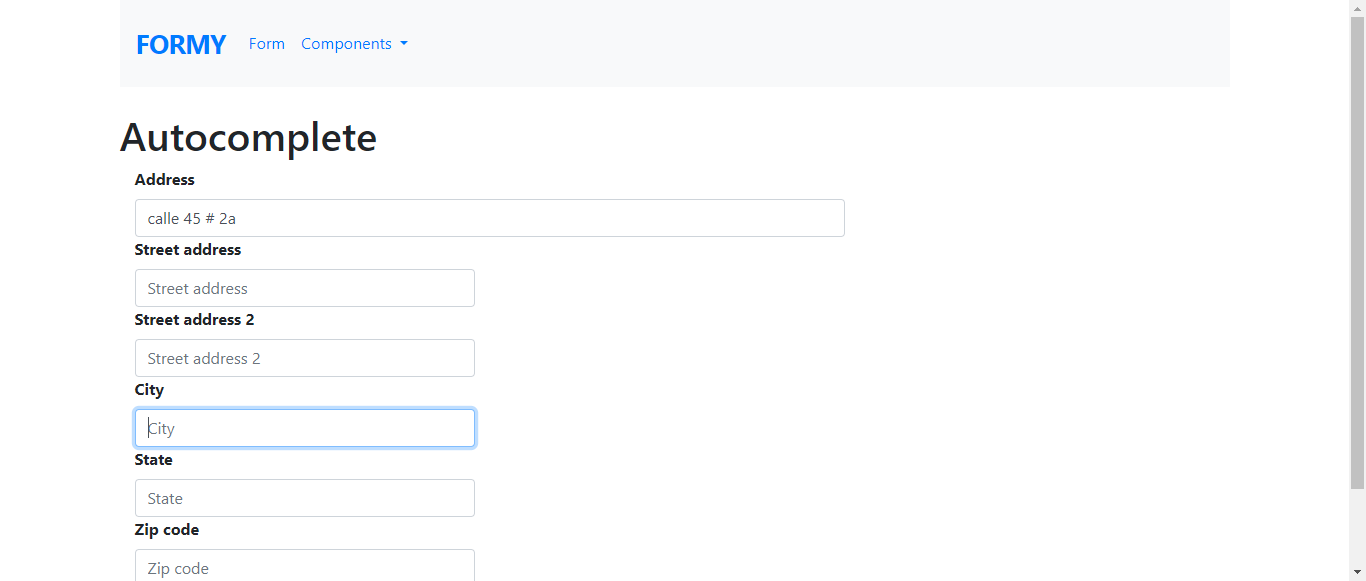 FORMY Form Components
Autocomplete
Address
calle 45 # 2a
Street address
Street address
Street address 2
Street address 2
City
City
State
State
Zip code
Zip code